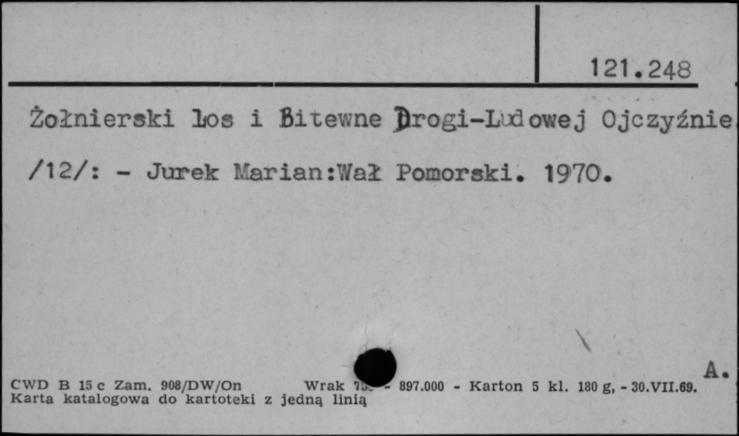 121.248
Żołnierski los i Bitewne Drogi-Ludowej Ojczyźnie
/12/: - Jurek Marian:Wał Pomorski. 1970.
A.
CWD B 15 c Zam. 908/DW/On Wrak - 897.000 - Karton 5 kl. 180 g, - 30.VII.69.
Karta katalogowa do kartoteki z jedną linią